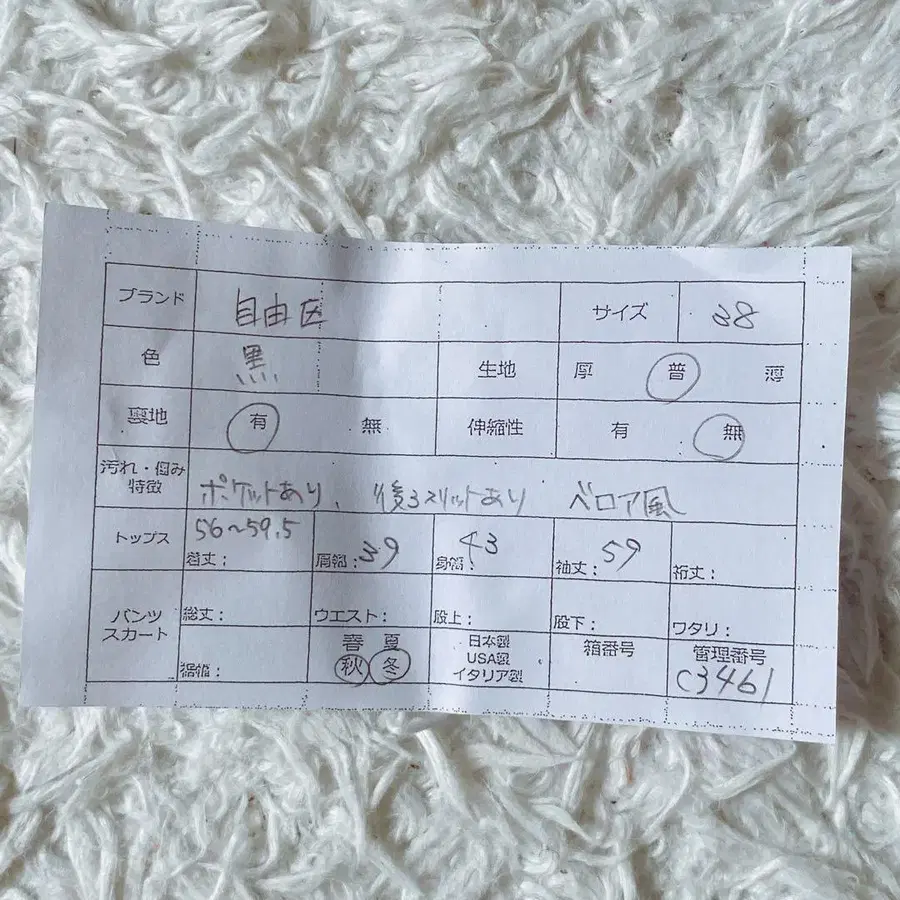 ブランド 自由区 サイズ 38
色 黒 生地 厚 普 薄
裏地 有 無 伸縮性 有 無
汚れ・傷み
特徴 ポケットあり、後ろスリットあり ベロア風
トップス 56〜59.5 着丈: 肩幅:39 身幅:43 袖丈:59 裄丈:
パンツ
スカート 総丈: ウエスト: 股上: 股下: ワタリ:
裾幅: 春 夏 秋 冬
日本製
USA製
イタリア製
箱番号
管理番号
C3461